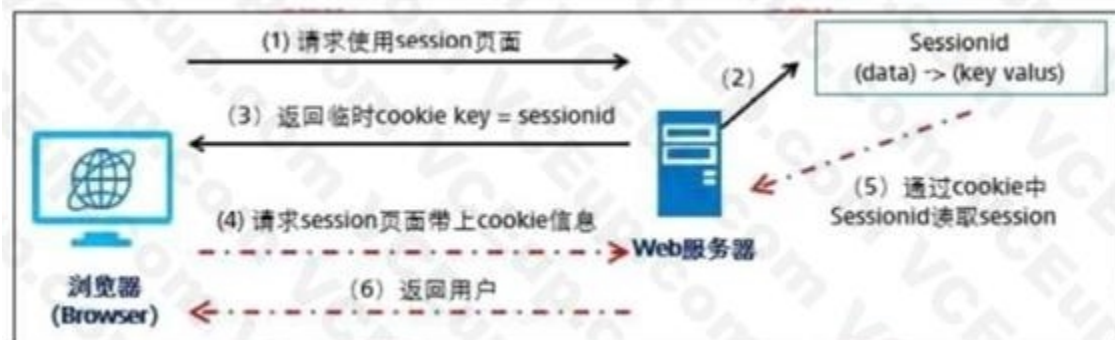 (1) 请求使用session页面
Sessionid
(data) -> (key valus)
(2)
(3) 返回临时cookie key = sessionid
(5) 通过cookie中
Sessionid读取session
(4) 请求session页面带上cookie信息
Web服务器
浏览器
(Browser)
(6) 返回用户